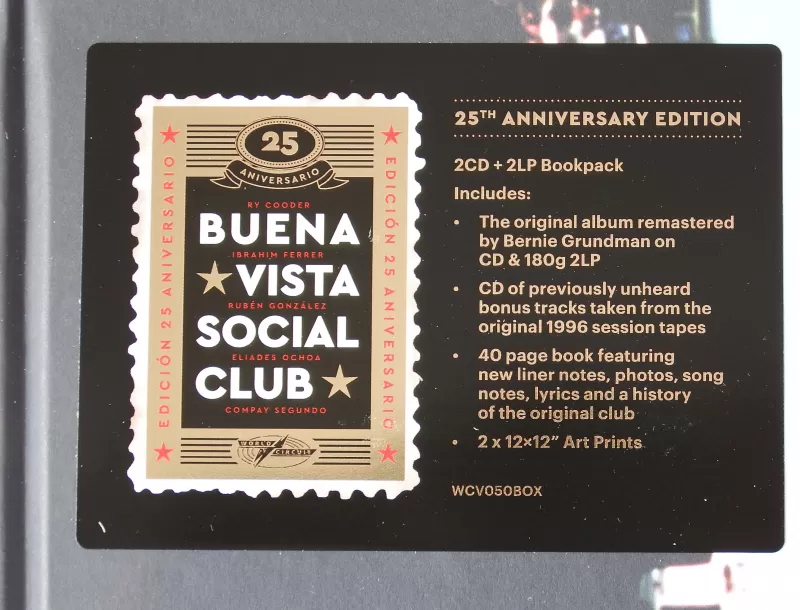 25
ANIVERSARIO
EDICIÓN 25 ANIVERSARIO
RY COODER
BUENA
IBRAHIM FERRER
VISTA
RUBÉN GONZÁLEZ
SOCIAL
ELIADES OCHOA
CLUB
COMPAY SEGUNDO
EDICIÓN 25 ANIVERSARIO
WORLD CIRCUIT
25TH ANNIVERSARY EDITION
2CD + 2LP Bookpack
Includes:
• The original album remastered
by Bernie Grundman on
CD & 180g 2LP
• CD of previously unheard
bonus tracks taken from the
original 1996 session tapes
• 40 page book featuring
new liner notes, photos, song
notes, lyrics and a history
of the original club
• 2 x 12×12″ Art Prints
WCV050BOX